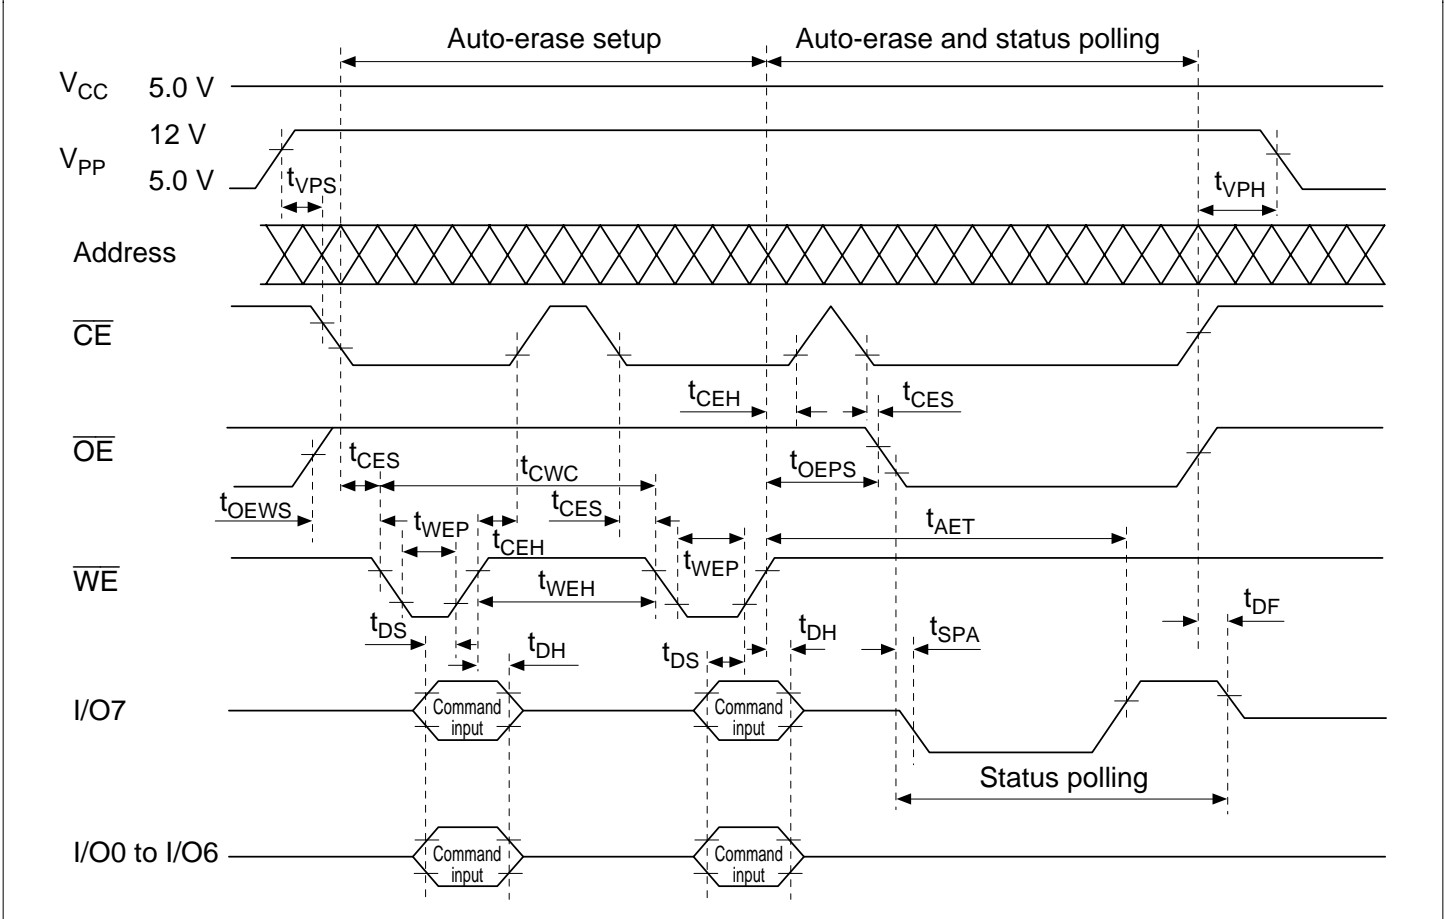 Auto-erase setup
Auto-erase and status polling
VCC 5.0 V
12 V
VPP
5.0 V
tVPS
tVPH
Address
CE
tCEH
tCES
OE
tCES
tCWC
tOEPS
tOEWS
tWEP
tCES
tAET
tCEH
tWEP
WE
tWEH
tDS
tDH
tDS
tDH
tSPA
tDF
I/O7
Command
input
Command
input
Status polling
I/O0 to I/O6
Command
input
Command
input